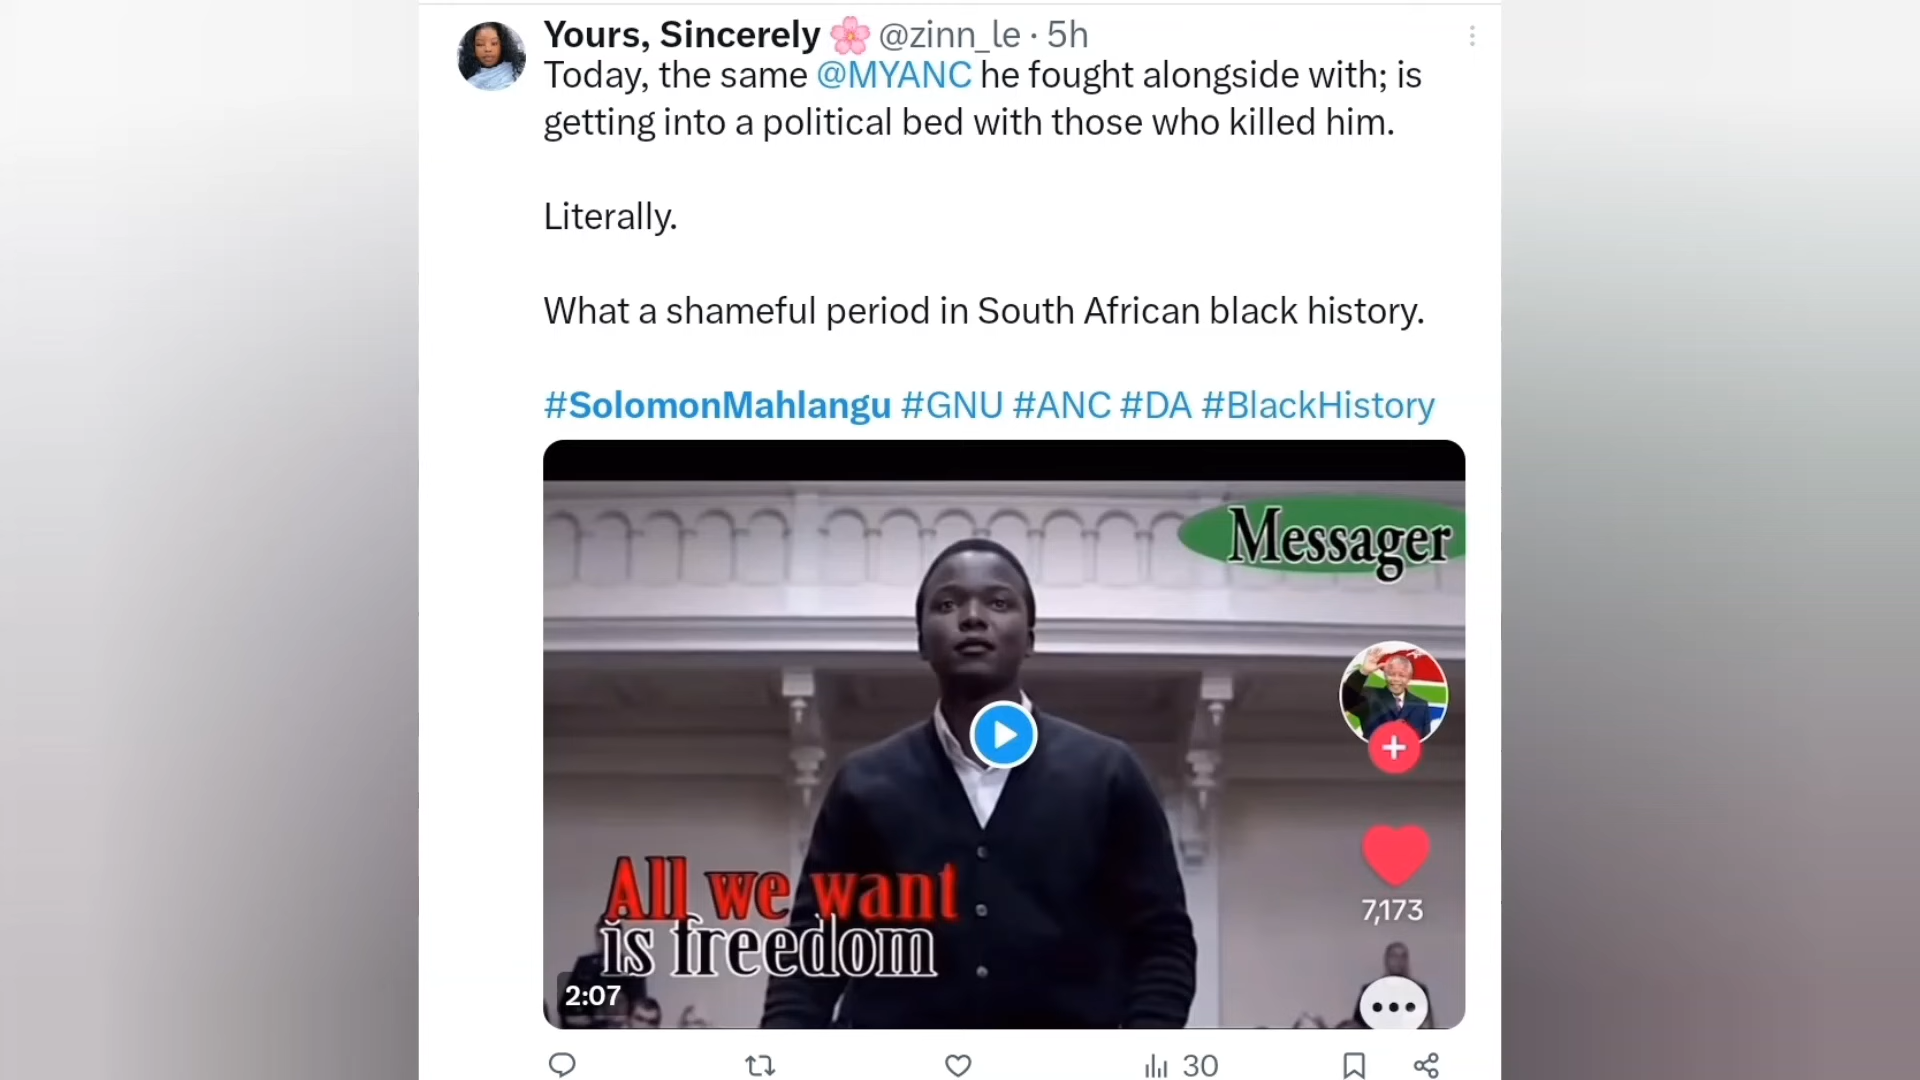 Yours, Sincerely 🌸 @zinn_le · 5h
Today, the same @MYANC he fought alongside with; is
getting into a political bed with those who killed him.
Literally.
What a shameful period in South African black history.
#SolomonMahlangu #GNU #ANC #DA #BlackHistory
Messager
All we want
is freedom
7,173
2:07
30